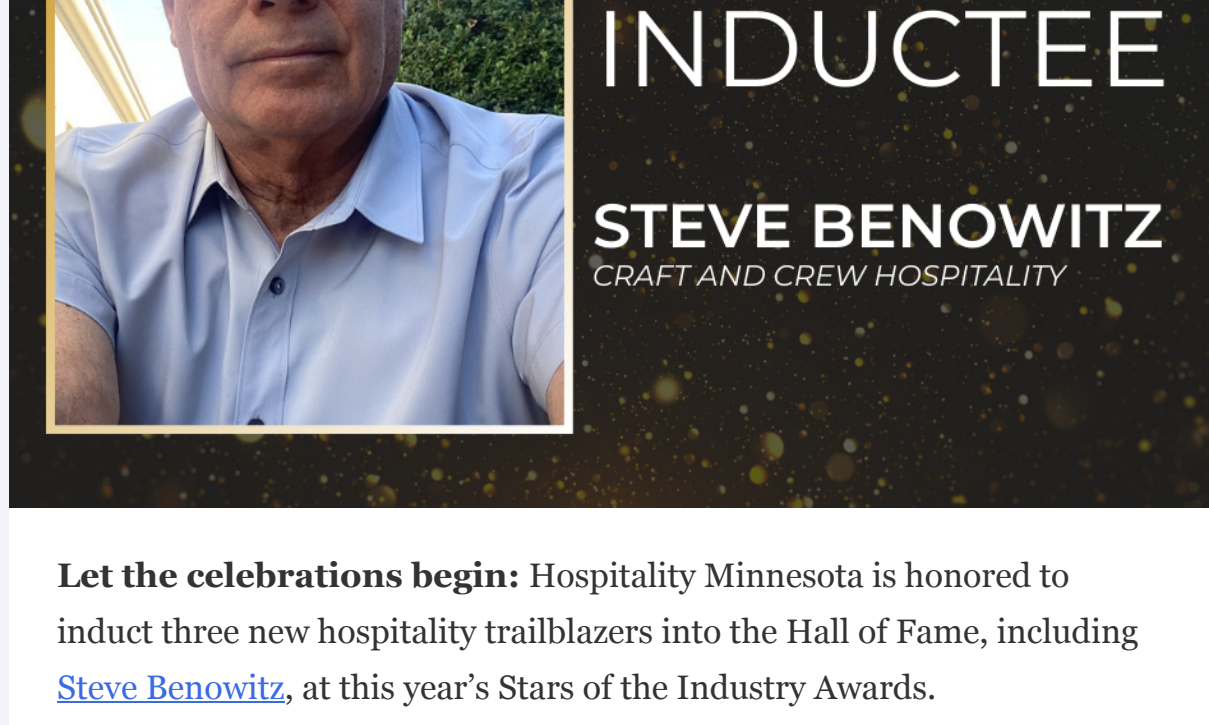 INDUCTEE
STEVE BENOWITZ
CRAFT AND CREW HOSPITALITY
Let the celebrations begin: Hospitality Minnesota is honored to
induct three new hospitality trailblazers into the Hall of Fame, including
Steve Benowitz, at this year’s Stars of the Industry Awards.